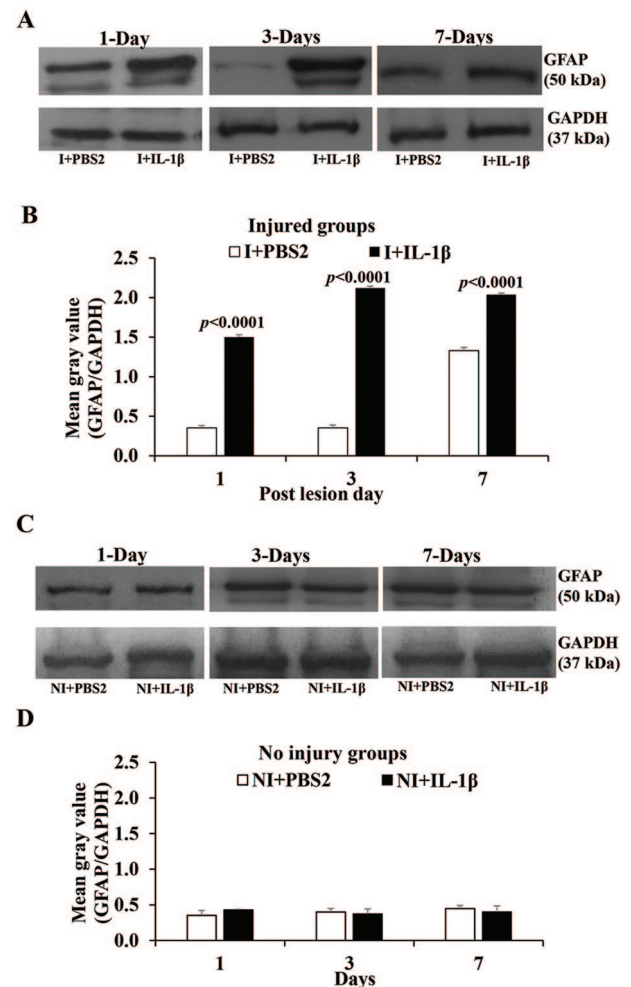 A
1-Day 3-Days 7-Days
GFAP
(50 kDa)
GAPDH
(37 kDa)
I+PBS2 I+IL-1β I+PBS2 I+IL-1β I+PBS2 I+IL-1β
B
Injured groups
I+PBS2 I+IL-1β
2.5
2.0
1.5
1.0
0.5
0.0
Mean gray value
(GFAP/GAPDH)
p<0.0001 p<0.0001 p<0.0001
1 3 7
Post lesion day
C
1-Day 3-Days 7-Days
GFAP
(50 kDa)
GAPDH
(37 kDa)
NI+PBS2 NI+IL-1β NI+PBS2 NI+IL-1β NI+PBS2 NI+IL-1β
D
No injury groups
NI+PBS2 NI+IL-1β
2.5
2.0
1.5
1.0
0.5
0.0
Mean gray value
(GFAP/GAPDH)
1 3 7
Days